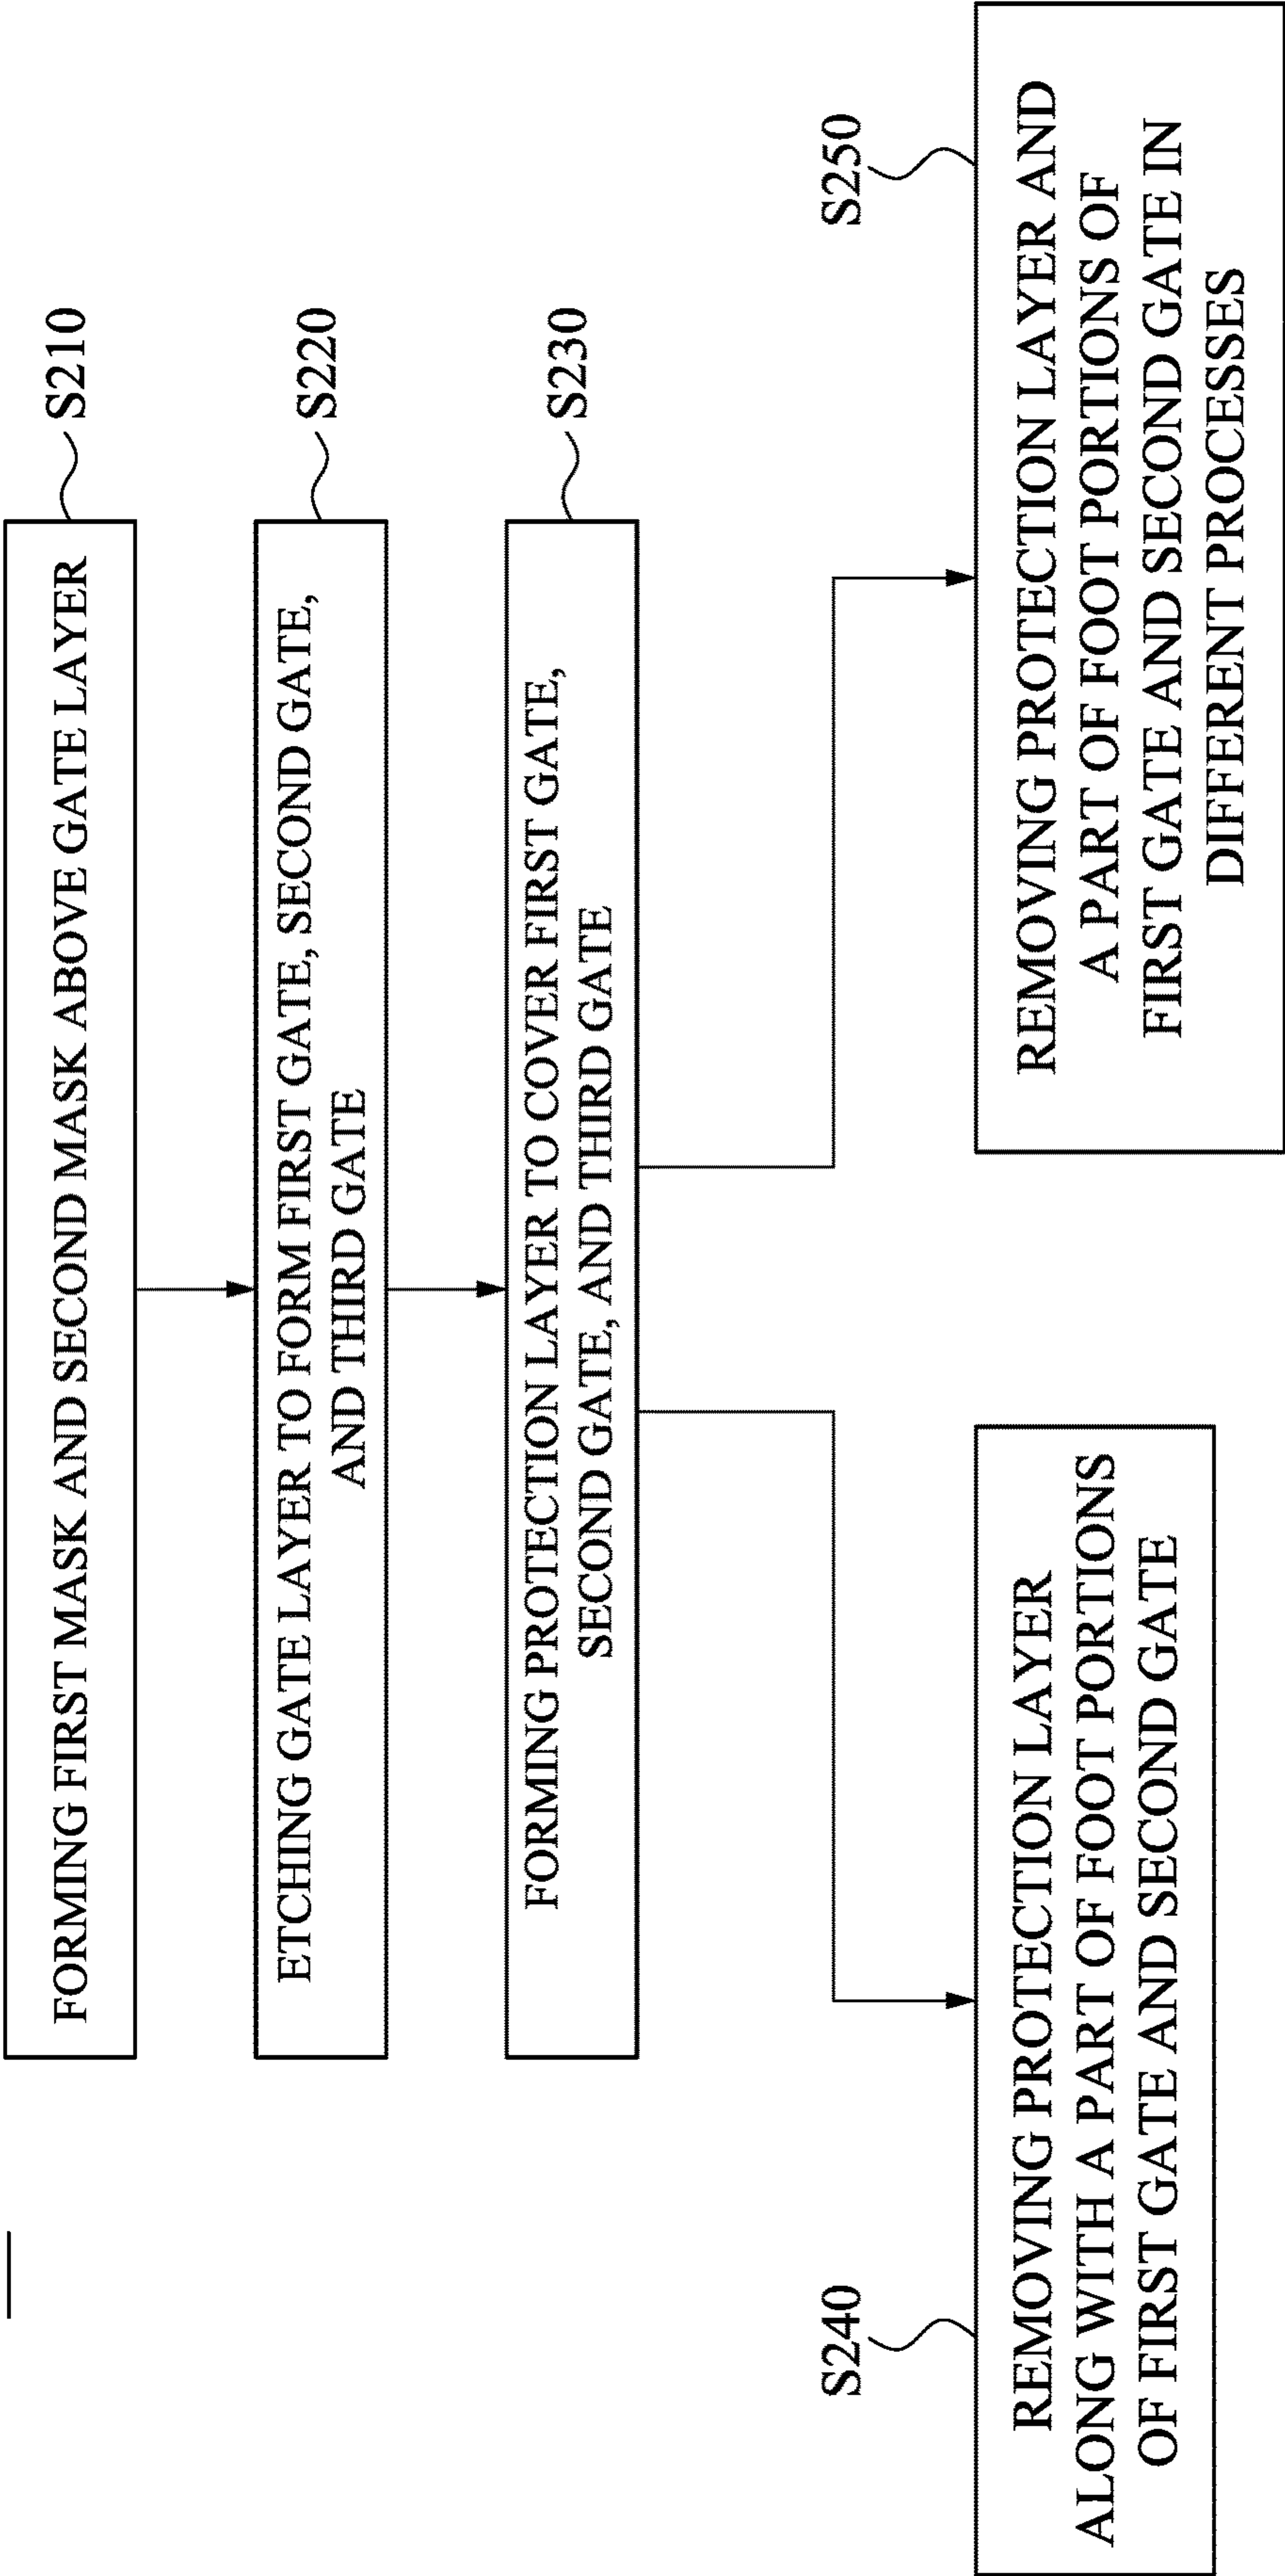 FORMING FIRST MASK AND SECOND MASK ABOVE GATE LAYER
S210
ETCHING GATE LAYER TO FORM FIRST GATE, SECOND GATE,
AND THIRD GATE
S220
FORMING PROTECTION LAYER TO COVER FIRST GATE,
SECOND GATE, AND THIRD GATE
S230
S240
REMOVING PROTECTION LAYER
ALONG WITH A PART OF FOOT PORTIONS
OF FIRST GATE AND SECOND GATE
S250
REMOVING PROTECTION LAYER AND
A PART OF FOOT PORTIONS OF
FIRST GATE AND SECOND GATE IN
DIFFERENT PROCESSES